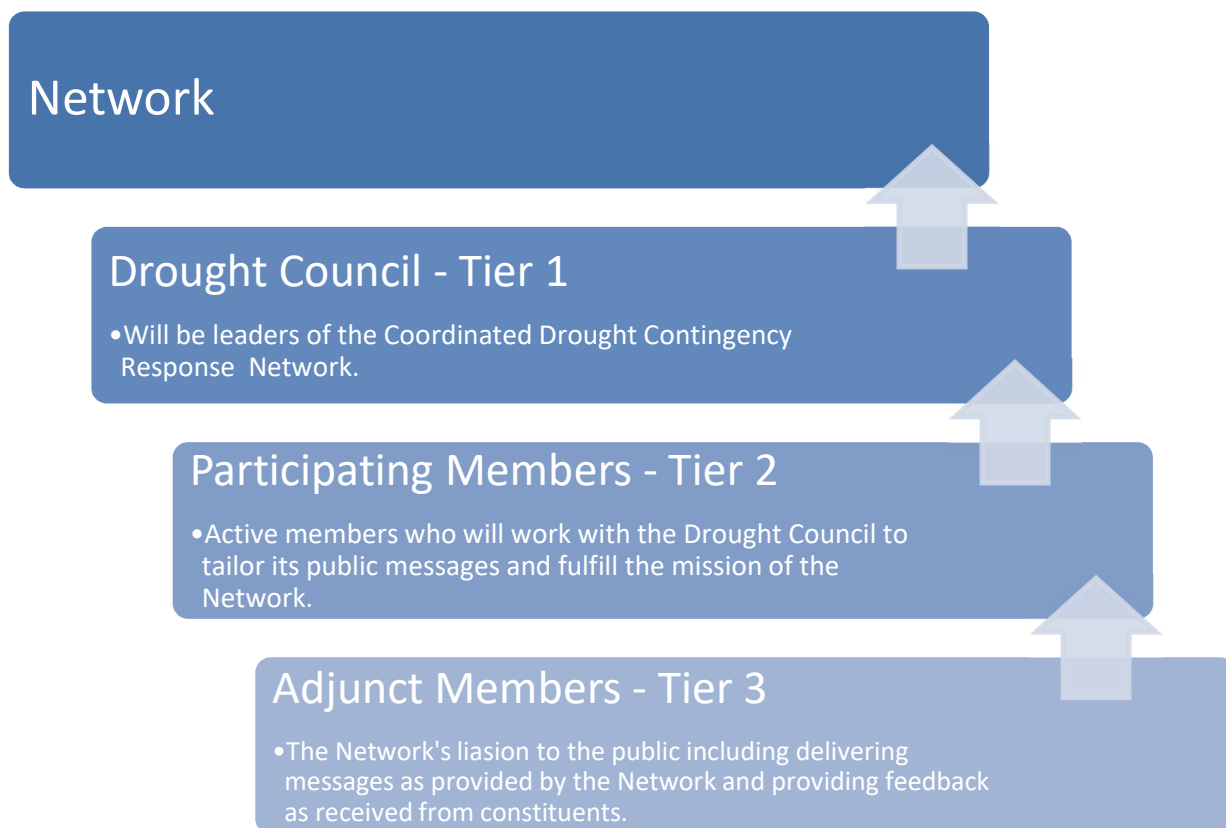 Network
Drought Council - Tier 1
•Will be leaders of the Coordinated Drought Contingency
Response  Network.
Participating Members - Tier 2
•Active members who will work with the Drought Council to
tailor its public messages and fulfill the mission of the
Network.
Adjunct Members - Tier 3
•The Network's liasion to the public including delivering
messages as provided by the Network and providing feedback
as received from constituents.